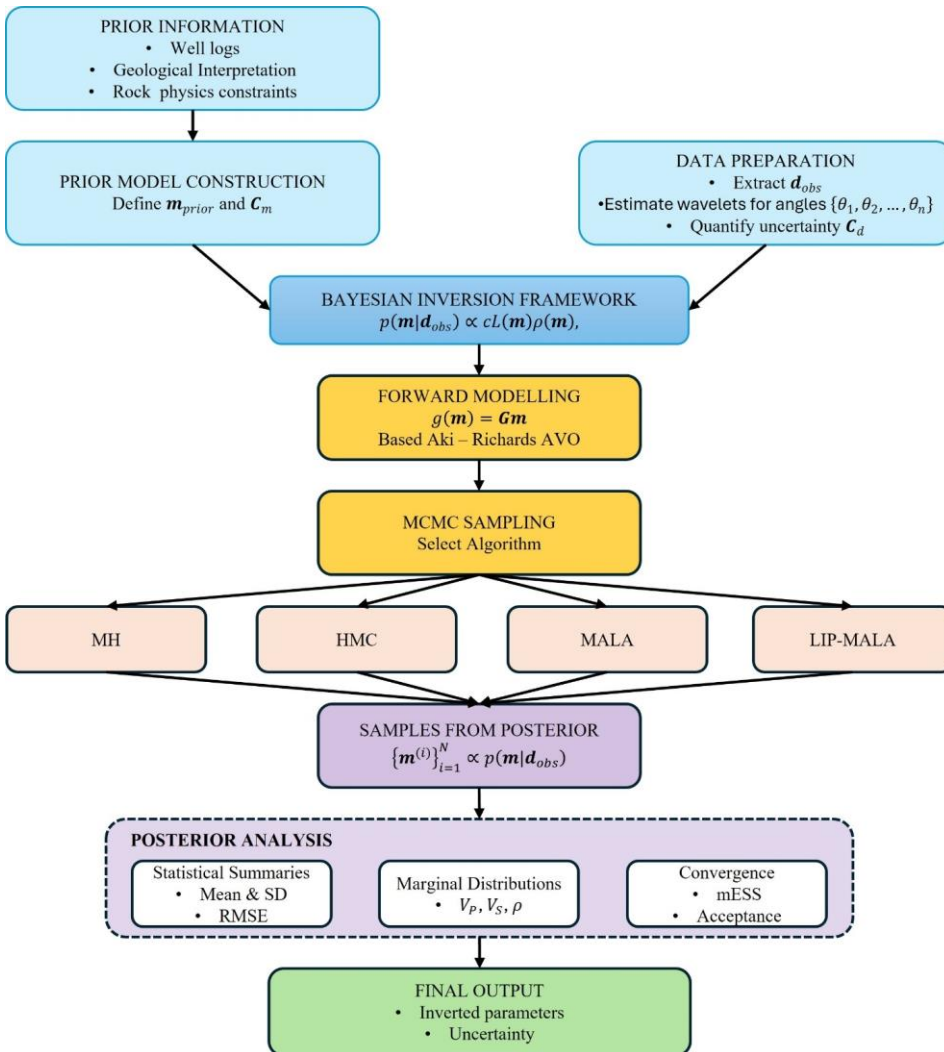 PRIOR INFORMATION
• Well logs
• Geological Interpretation
• Rock physics constraints
PRIOR MODEL CONSTRUCTION
Define m_prior and C_m
DATA PREPARATION
• Extract d_obs
•Estimate wavelets for angles {θ_1, θ_2, ..., θ_n}
• Quantify uncertainty C_d
BAYESIAN INVERSION FRAMEWORK
p(m|d_obs) ∝ cL(m)ρ(m),
FORWARD MODELLING
g(m) = Gm
Based Aki – Richards AVO
MCMC SAMPLING
Select Algorithm
MH
HMC
MALA
LIP-MALA
SAMPLES FROM POSTERIOR
{m^(i)}_{i=1}^N ∝ p(m|d_obs)
POSTERIOR ANALYSIS
Statistical Summaries
• Mean & SD
• RMSE
Marginal Distributions
• V_P, V_S, ρ
Convergence
• mESS
• Acceptance
FINAL OUTPUT
• Inverted parameters
• Uncertainty